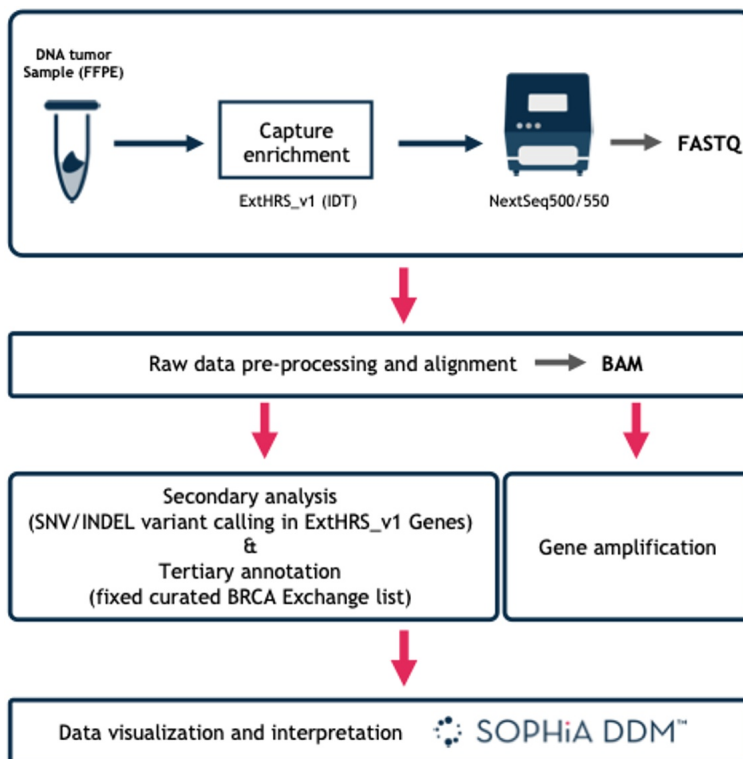 DNA tumor
Sample (FFPE)
Capture
enrichment
FASTQ
ExtHRS_v1 (IDT)
NextSeq500/550
Raw data pre-processing and alignment
BAM
Secondary analysis
(SNV/INDEL variant calling in ExtHRS_v1 Genes)
&
Tertiary annotation
(fixed curated BRCA Exchange list)
Gene amplification
Data visualization and interpretation
SOPHiA DDM™